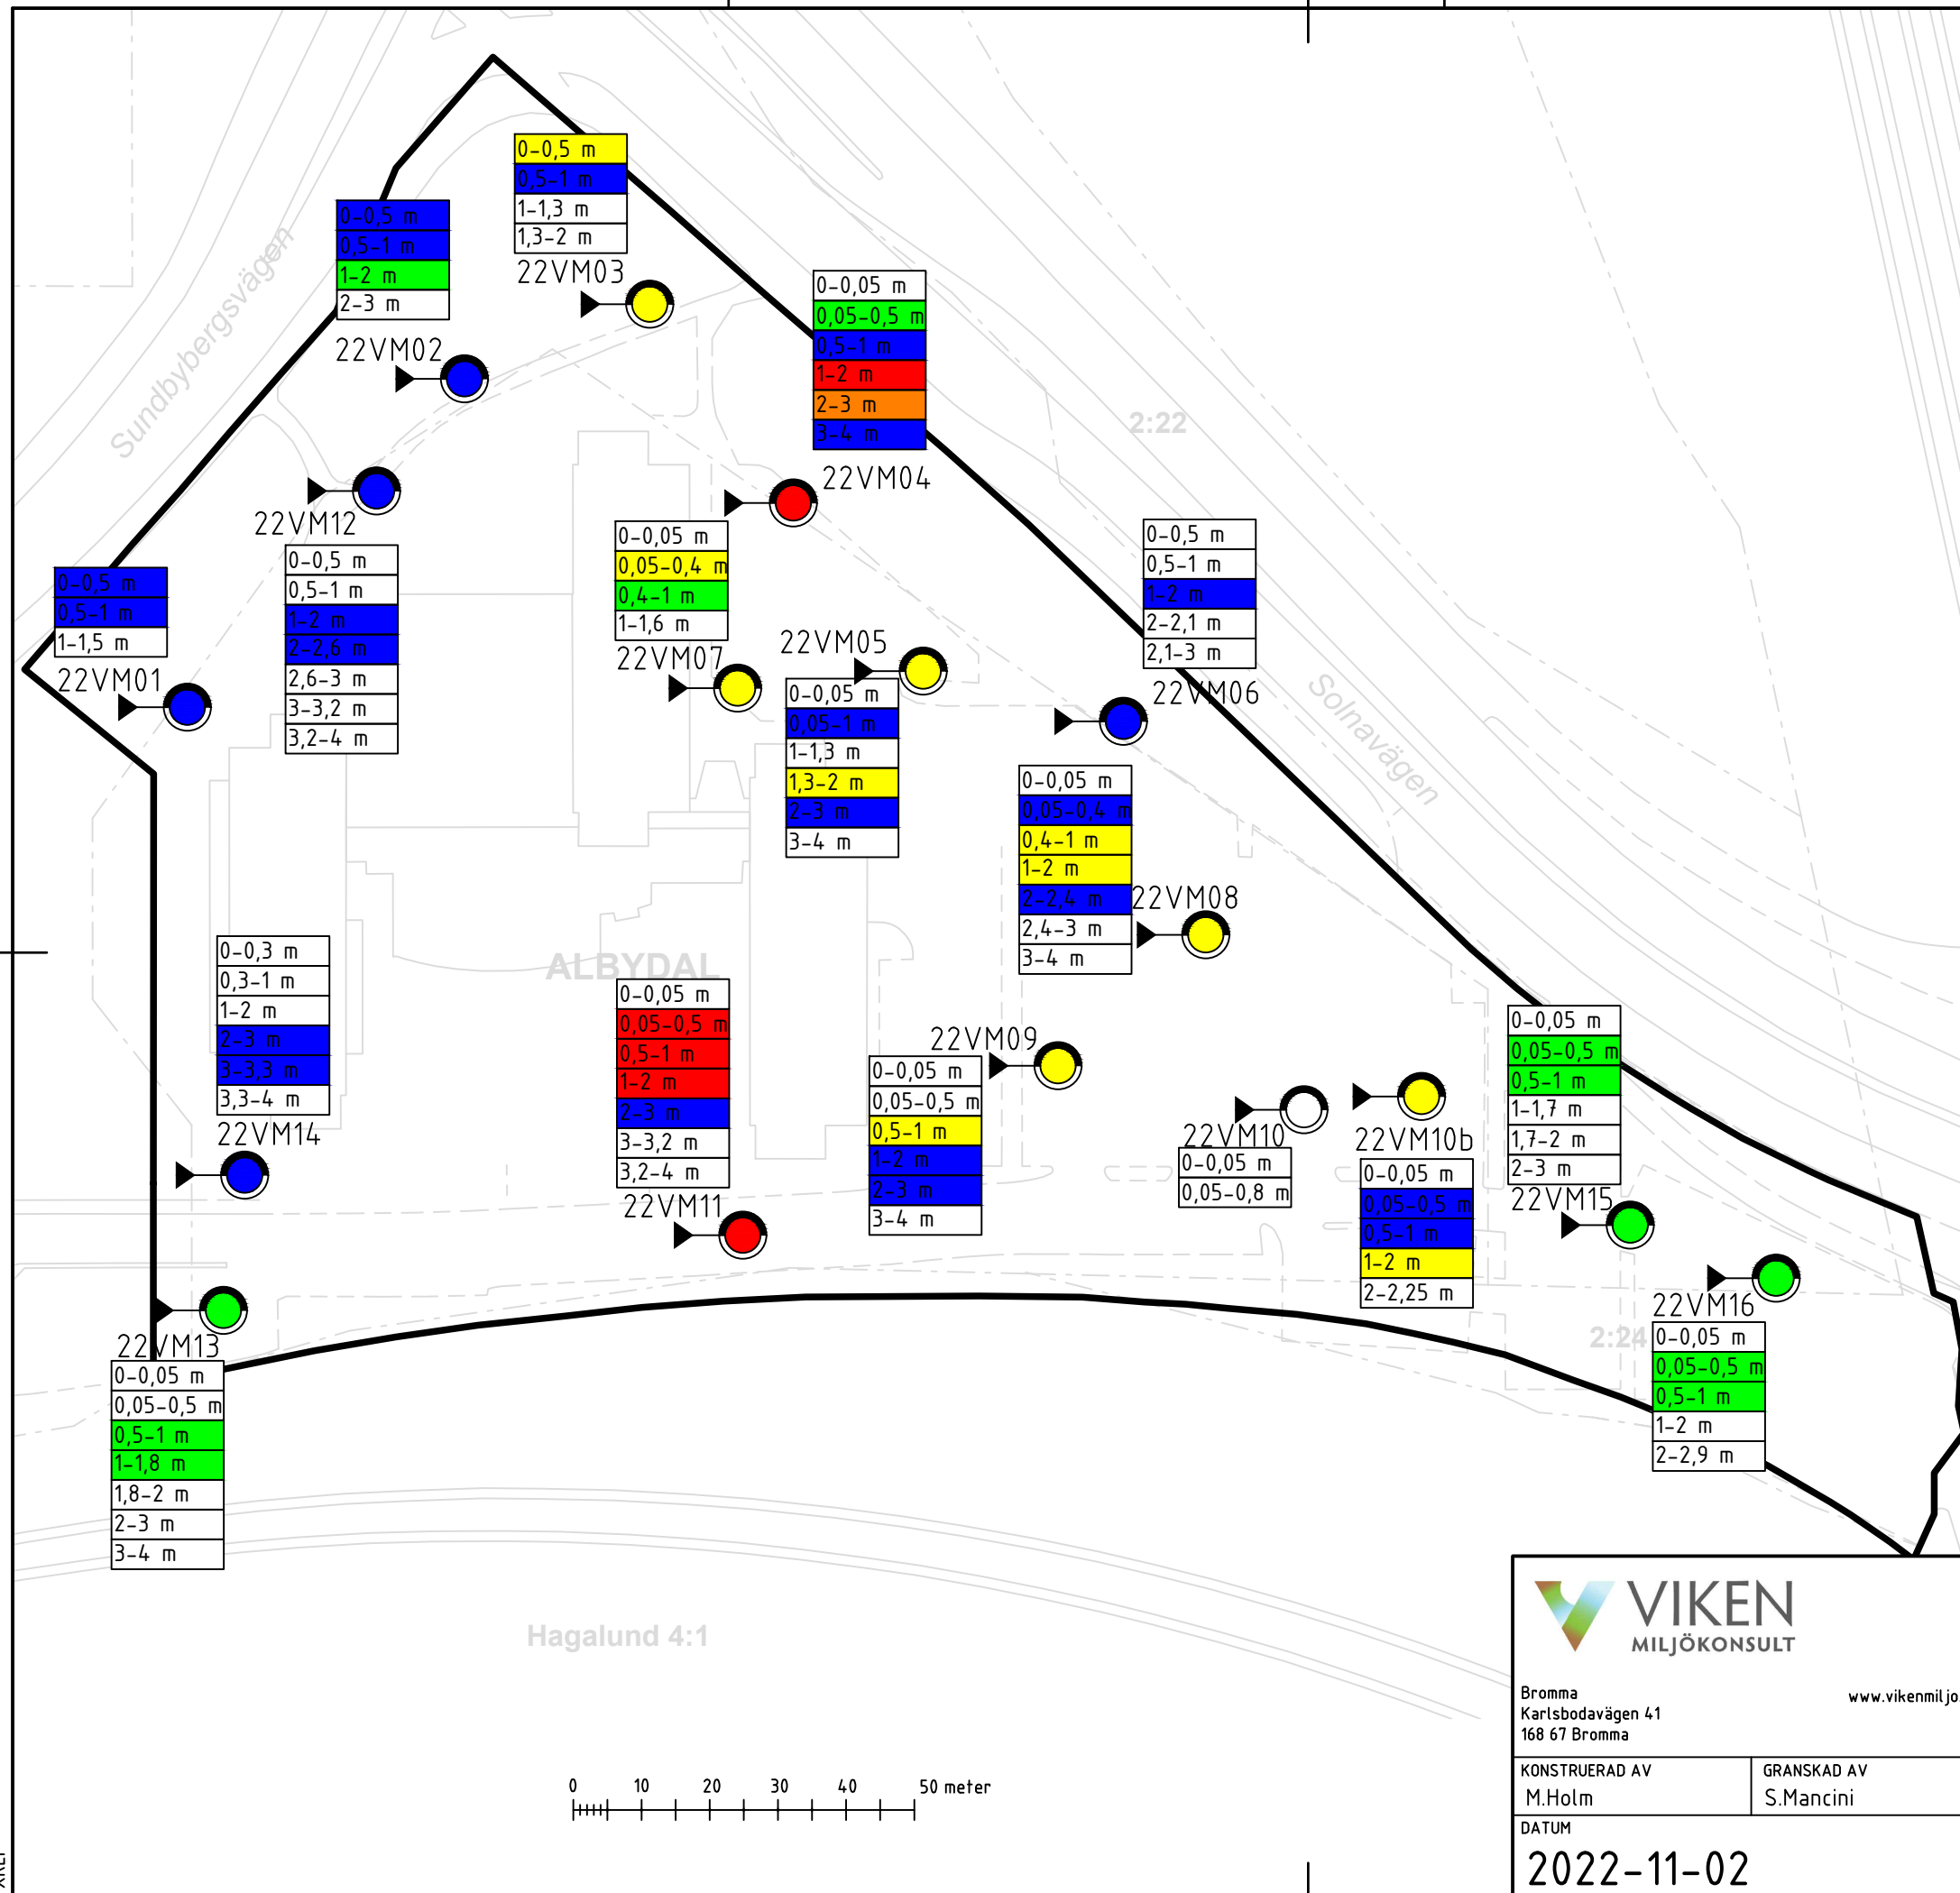 0-0,5 m
0,5-1 m
1-1,3 m
1,3-2 m
22VM03
0-0,5 m
0,5-1 m
1-2 m
2-3 m
22VM02
Sundbybergsvägen
0-0,05 m
0,05-0,5 m
0,5-1 m
1-2 m
2-3 m
3-4 m
22VM04
2:22
22VM12
0-0,5 m
0,5-1 m
1-2 m
2-2,6 m
2,6-3 m
3-3,2 m
3,2-4 m
0-0,5 m
0,5-1 m
1-1,5 m
22VM01
0-0,05 m
0,05-0,4 m
0,4-1 m
1-1,6 m
22VM07
22VM05
0-0,05 m
0,05-1 m
1-1,3 m
1,3-2 m
2-3 m
3-4 m
0-0,5 m
0,5-1 m
1-2 m
2-2,1 m
2,1-3 m
22VM06
Solnavägen
0-0,05 m
0,05-0,4 m
0,4-1 m
1-2 m
2-2,4 m
2,4-3 m
3-4 m
22VM08
ALBYDAL
0-0,3 m
0,3-1 m
1-2 m
2-3 m
3-3,3 m
3,3-4 m
22VM14
0-0,05 m
0,05-0,5 m
0,5-1 m
1-2 m
2-3 m
3-3,2 m
3,2-4 m
22VM11
22VM09
0-0,05 m
0,05-0,5 m
0,5-1 m
1-2 m
2-3 m
3-4 m
22VM10
0-0,05 m
0,05-0,8 m
22VM10b
0-0,05 m
0,05-0,5 m
0,5-1 m
1-2 m
2-2,25 m
0-0,05 m
0,05-0,5 m
0,5-1 m
1-1,7 m
1,7-2 m
2-3 m
22VM15
22VM16
0-0,05 m
0,05-0,5 m
0,5-1 m
1-2 m
2-2,9 m
2:24
22VM13
0-0,05 m
0,05-0,5 m
0,5-1 m
1-1,8 m
1,8-2 m
2-3 m
3-4 m
Hagalund 4:1
0 10 20 30 40 50 meter
VIKEN
MILJÖKONSULT
Bromma
Karlsbodavägen 41
168 67 Bromma
www.vikenmiljo
KONSTRUERAD AV
M.Holm
GRANSKAD AV
S.Mancini
DATUM
2022-11-02